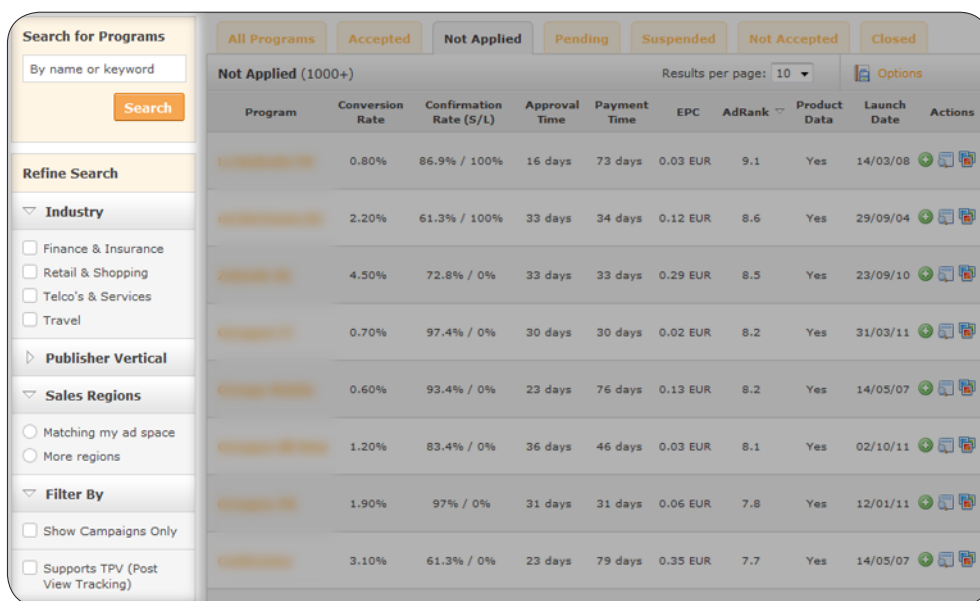 Search for Programs
By name or keyword
Search
Refine Search
Industry
Finance & Insurance
Retail & Shopping
Telco's & Services
Travel
Publisher Vertical
Sales Regions
Matching my ad space
More regions
Filter By
Show Campaigns Only
Supports TPV (Post
View Tracking)
All Programs Accepted Not Applied Pending Suspended Not Accepted Closed
Not Applied (1000+) Results per page: 10 Options
Program Conversion Rate Confirmation Rate (S/L) Approval Time Payment Time EPC AdRank Product Data Launch Date Actions
0.80% 86.9% / 100% 16 days 73 days 0.03 EUR 9.1 Yes 14/03/08
2.20% 61.3% / 100% 33 days 34 days 0.12 EUR 8.6 Yes 29/09/04
4.50% 72.8% / 0% 33 days 33 days 0.29 EUR 8.5 Yes 23/09/10
0.70% 97.4% / 0% 30 days 30 days 0.02 EUR 8.2 Yes 31/03/11
0.60% 93.4% / 0% 23 days 76 days 0.13 EUR 8.2 Yes 14/05/07
1.20% 83.4% / 0% 36 days 46 days 0.03 EUR 8.1 Yes 02/10/11
1.90% 97% / 0% 31 days 31 days 0.06 EUR 7.8 Yes 12/01/11
3.10% 61.3% / 0% 23 days 79 days 0.35 EUR 7.7 Yes 14/05/07